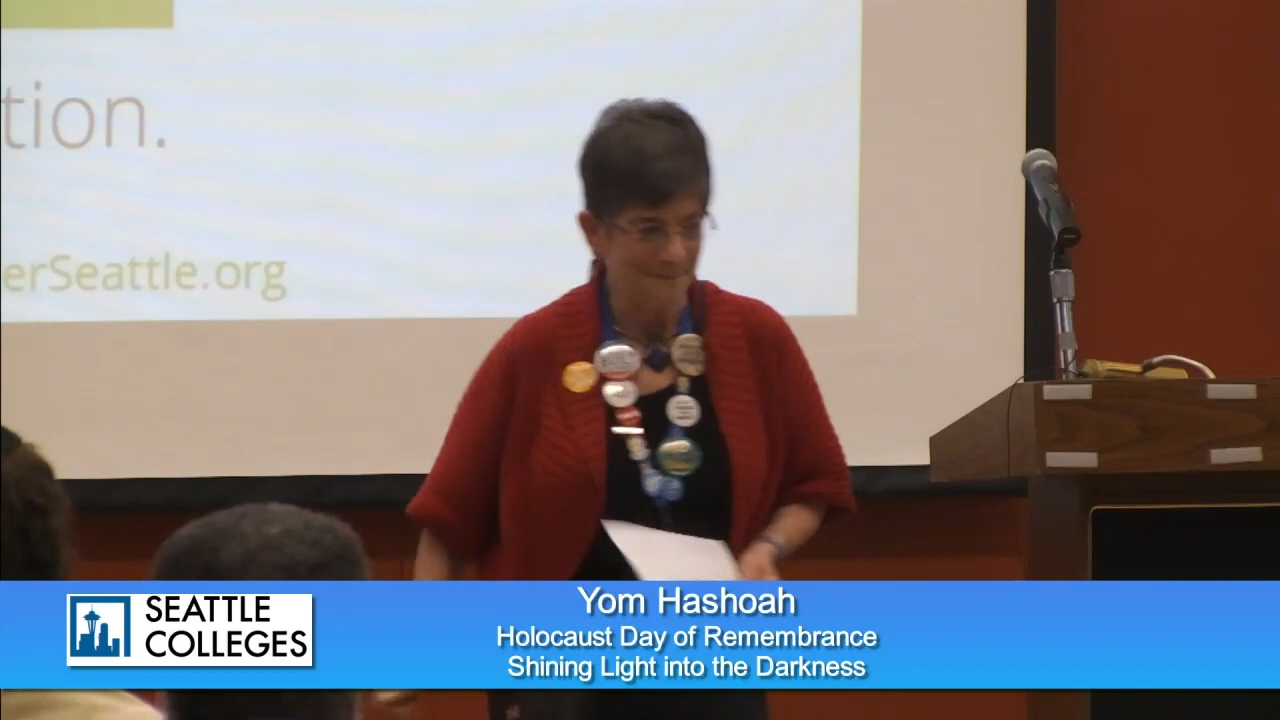 tion.
erSeattle.org
SEATTLE
COLLEGES
Yom Hashoah
Holocaust Day of Remembrance
Shining Light into the Darkness